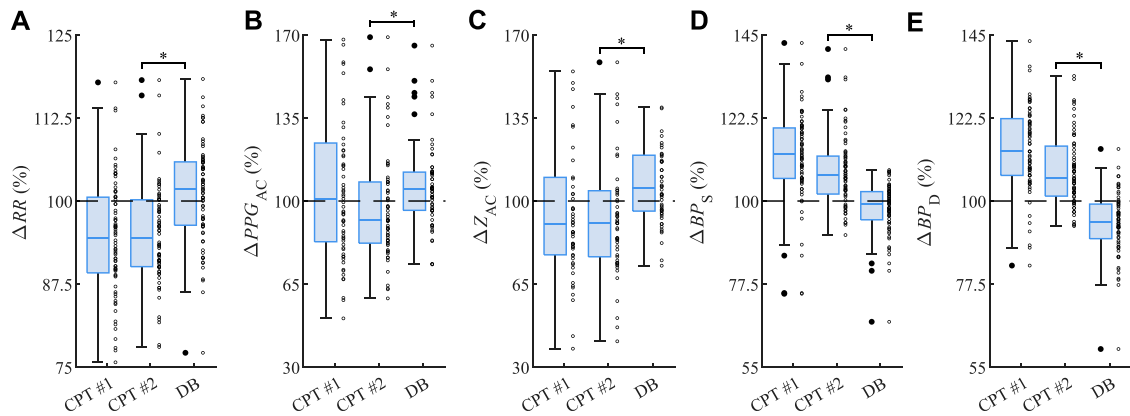 A
ΔRR (%)
125
112.5
100
87.5
75
*
CPT #1
CPT #2
DB
B
ΔPPG_AC (%)
170
135
100
65
30
*
CPT #1
CPT #2
DB
C
ΔZ_AC (%)
170
135
100
65
30
*
CPT #1
CPT #2
DB
D
ΔBP_S (%)
145
122.5
100
77.5
55
*
CPT #1
CPT #2
DB
E
ΔBP_D (%)
145
122.5
100
77.5
55
*
CPT #1
CPT #2
DB